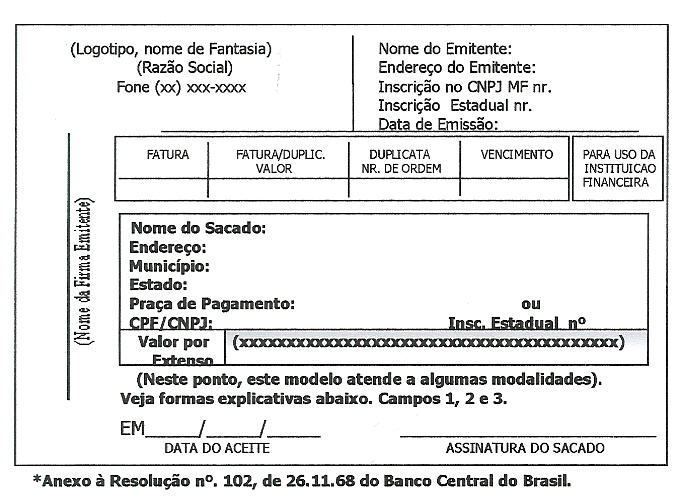 (Logotipo, nome de Fantasia)
(Razão Social)
Fone (xx) xxx-xxxx
Nome do Emitente:
Endereço do Emitente:
Inscrição no CNPJ MF nr.
Inscrição Estadual nr.
Data de Emissão:
(Nome da Firma Emitente)
FATURA
FATURA/DUPLIC.
VALOR
DUPLICATA
NR. DE ORDEM
VENCIMENTO
PARA USO DA
INSTITUICAO
FINANCEIRA
Nome do Sacado:
Endereço:
Município:
Estado:
Praça de Pagamento: ou
CPF/CNPJ: Insc. Estadual nº
Valor por
Extenso
(xxxxxxxxxxxxxxxxxxxxxxxxxxxxxxxxxxxxxxxxx)
(Neste ponto, este modelo atende a algumas modalidades).
Veja formas explicativas abaixo. Campos 1, 2 e 3.
EM_____/_____/_____
DATA DO ACEITE
ASSINATURA DO SACADO
*Anexo à Resolução nº. 102, de 26.11.68 do Banco Central do Brasil.